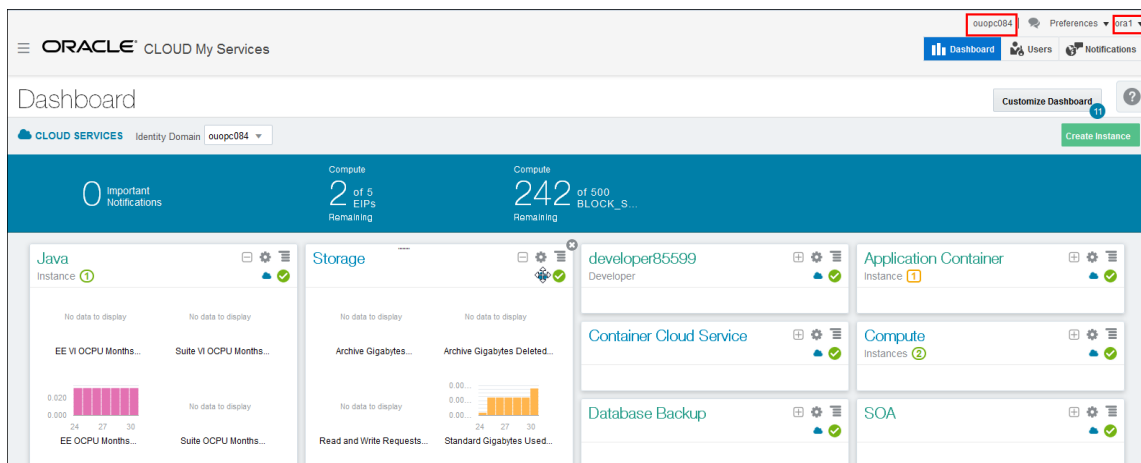 ouopc084 Preferences ora1
ORACLE CLOUD My Services
Dashboard Users Notifications
Dashboard
Customize Dashboard
11
?
CLOUD SERVICES Identity Domain ouopc084
Create Instance
0 Important Notifications
Compute
2 of 5 EIPs
Remaining
Compute
242 of 500 BLOCK_S...
Remaining
Java
Instance 1
No data to display No data to display
EE VI OCPU Months... Suite VI OCPU Months...
0.020
0.000
24 27 30
No data to display
EE OCPU Months... Suite OCPU Months...
Storage
No data to display No data to display
Archive Gigabytes... Archive Gigabytes Deleted...
No data to display
0.00...
0.00...
0.00...
24 27 30
Read and Write Requests... Standard Gigabytes Used...
developer85599
Developer
Application Container
Instance 1
Container Cloud Service
Compute
Instances 2
Database Backup
SOA